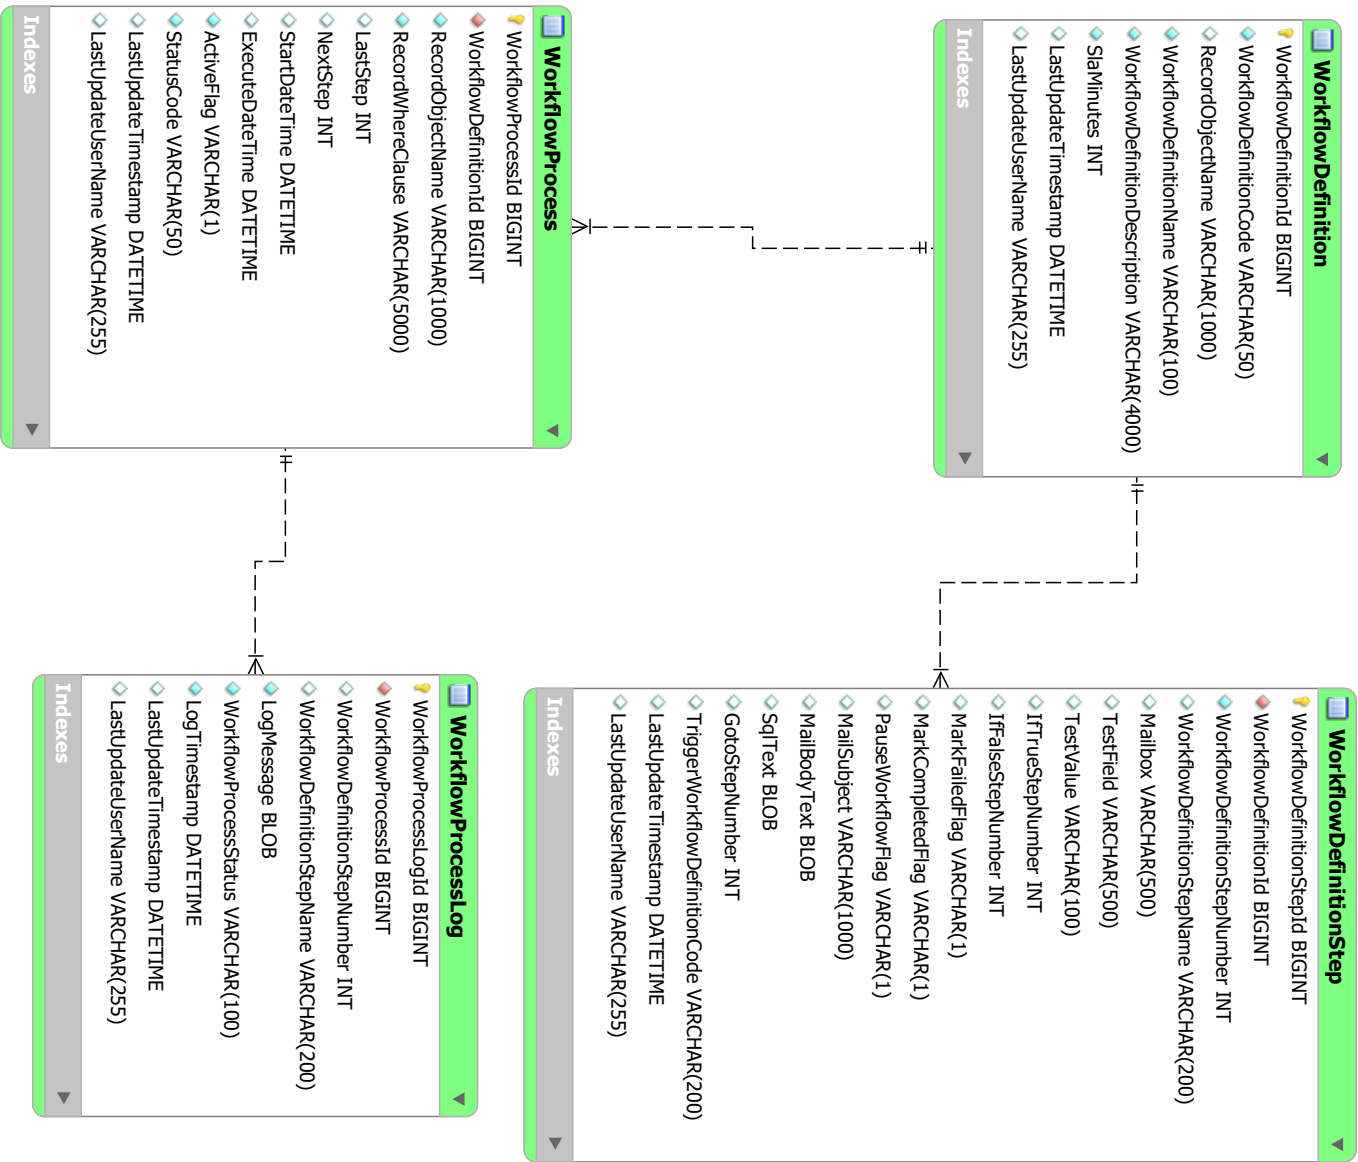 WorkflowDefinition
WorkflowDefinitionId BIGINT
WorkflowDefinitionCode VARCHAR(50)
RecordObjectName VARCHAR(1000)
WorkflowDefinitionName VARCHAR(100)
WorkflowDefinitionDescription VARCHAR(4000)
SlaMinutes INT
LastUpdateTimestamp DATETIME
LastUpdateUserName VARCHAR(255)
Indexes
WorkflowDefinitionStep
WorkflowDefinitionStepId BIGINT
WorkflowDefinitionId BIGINT
WorkflowDefinitionStepNumber INT
WorkflowDefinitionStepName VARCHAR(200)
Mailbox VARCHAR(500)
TestField VARCHAR(500)
TestValue VARCHAR(100)
IfTrueStepNumber INT
IfFalseStepNumber INT
MarkFailedFlag VARCHAR(1)
MarkCompletedFlag VARCHAR(1)
PauseWorkflowFlag VARCHAR(1)
MailSubject VARCHAR(1000)
MailBodyText BLOB
SqlText BLOB
GotoStepNumber INT
TriggerWorkflowDefinitionCode VARCHAR(200)
LastUpdateTimestamp DATETIME
LastUpdateUserName VARCHAR(255)
Indexes
WorkflowProcess
WorkflowProcessId BIGINT
WorkflowDefinitionId BIGINT
RecordObjectName VARCHAR(1000)
RecordWhereClause VARCHAR(5000)
LastStep INT
NextStep INT
StartDateTime DATETIME
ExecuteDateTime DATETIME
ActiveFlag VARCHAR(1)
StatusCode VARCHAR(50)
LastUpdateTimestamp DATETIME
LastUpdateUserName VARCHAR(255)
Indexes
WorkflowProcessLog
WorkflowProcessLogId BIGINT
WorkflowProcessId BIGINT
WorkflowDefinitionStepNumber INT
WorkflowDefinitionStepName VARCHAR(200)
LogMessage BLOB
WorkflowProcessStatus VARCHAR(100)
LogTimestamp DATETIME
LastUpdateTimestamp DATETIME
LastUpdateUserName VARCHAR(255)
Indexes